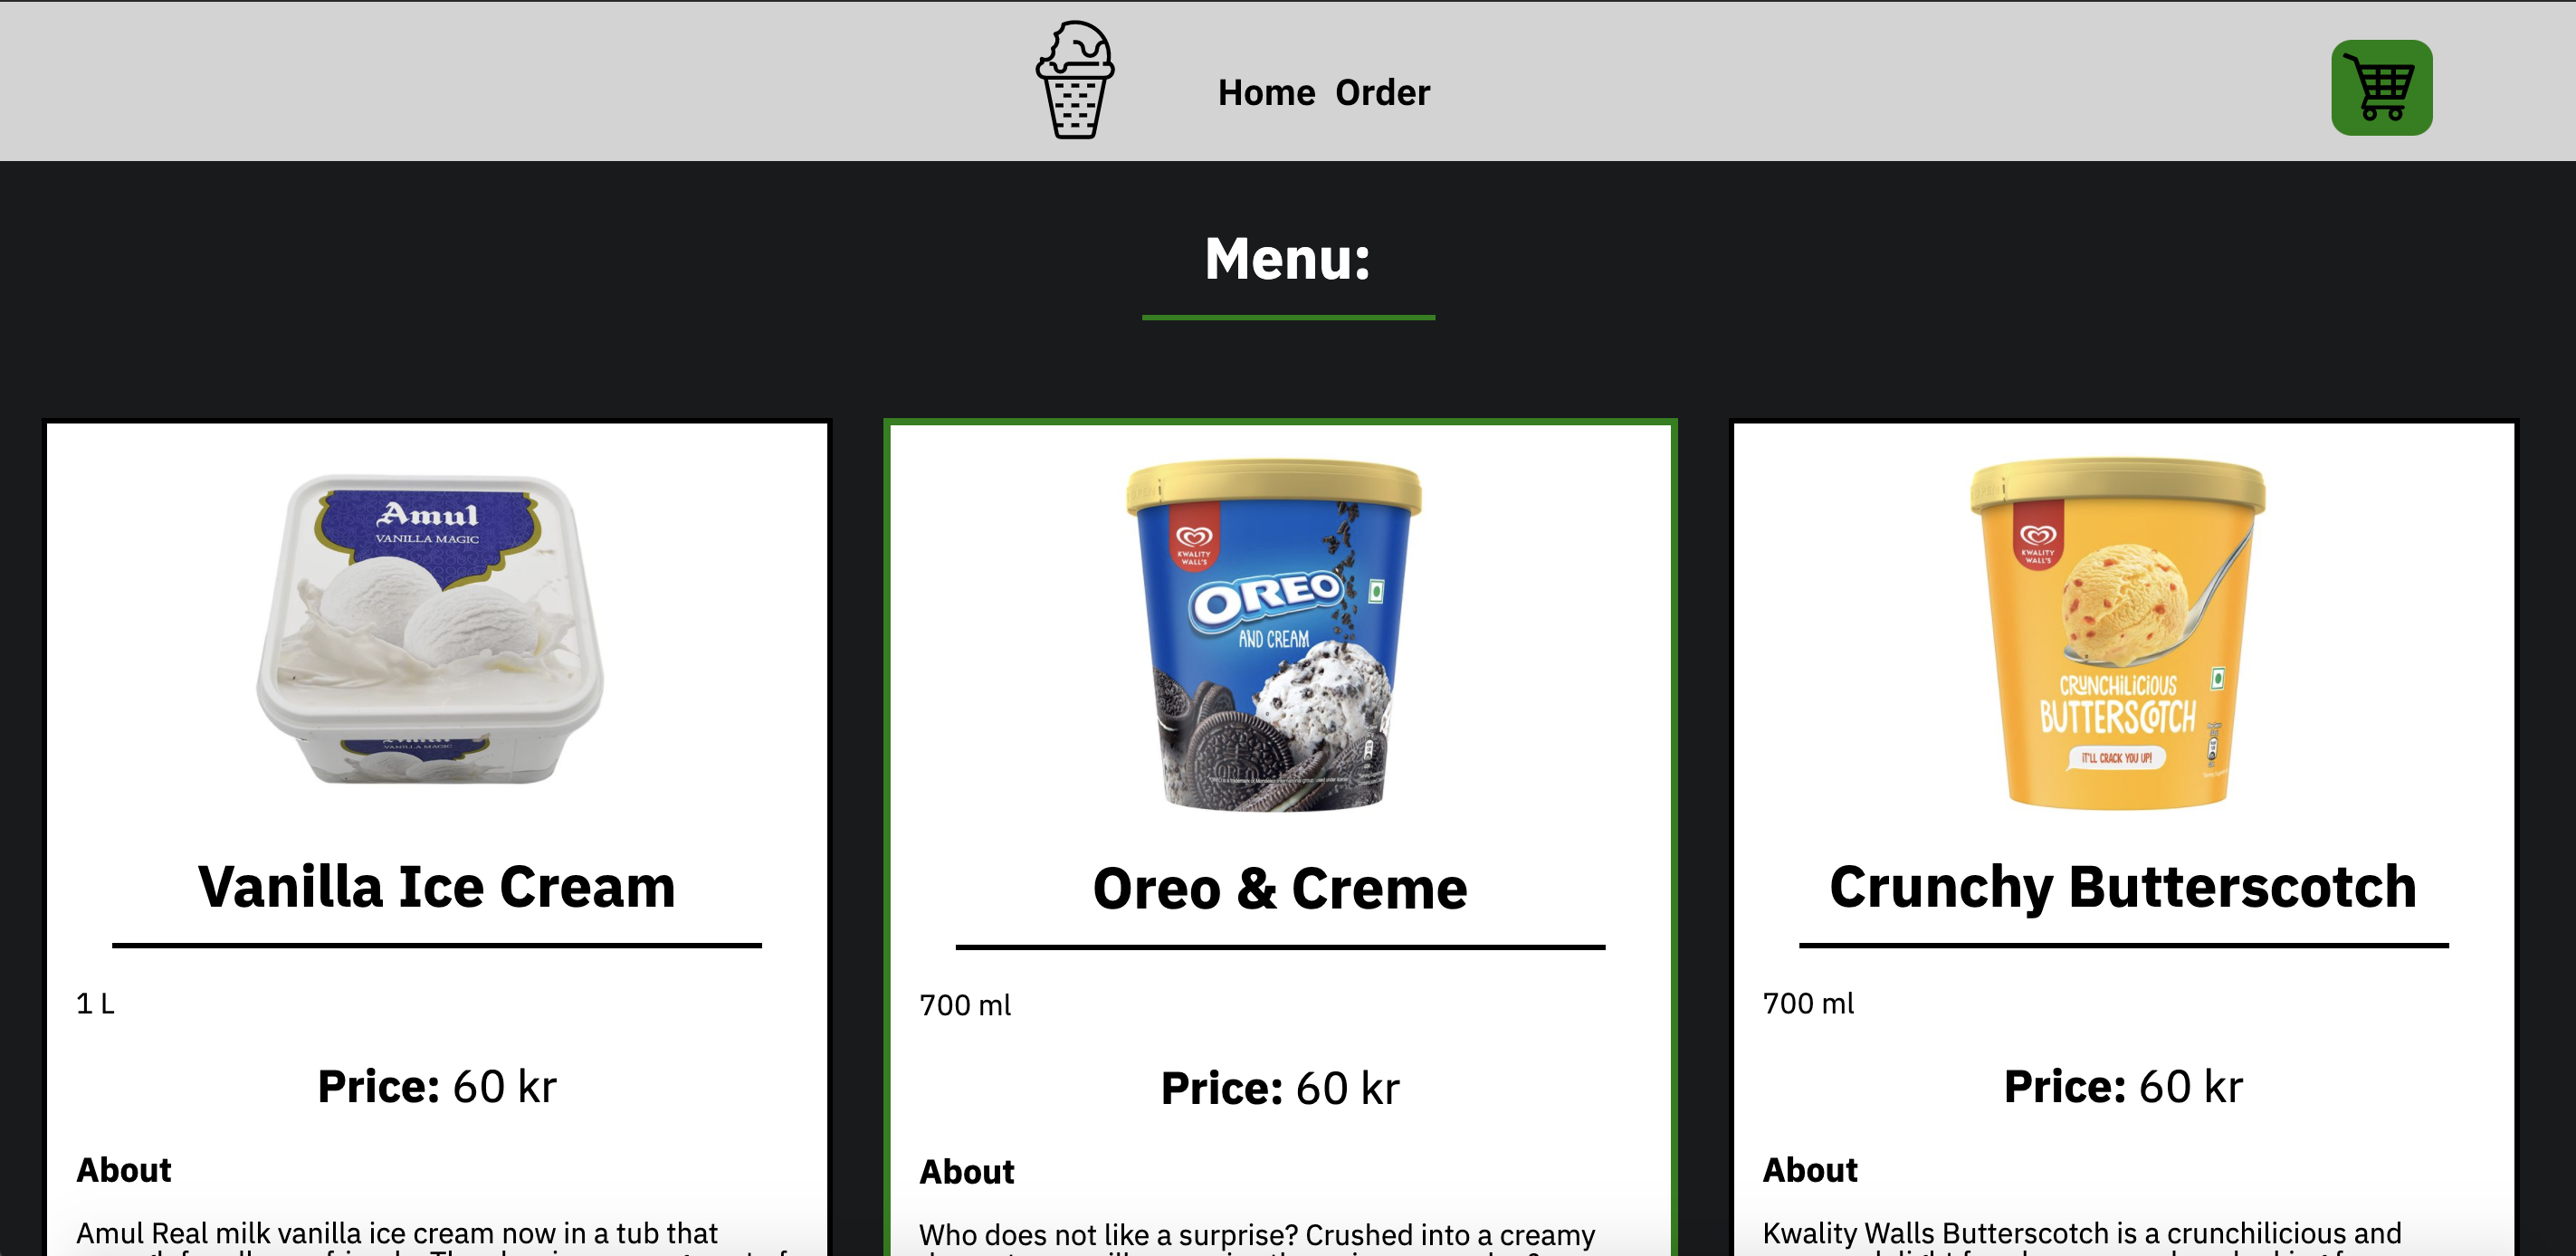 Home Order
Menu:
Amul
VANILLA MAGIC
VANILLA MAGIC
Vanilla Ice Cream
1 L
Price: 60 kr
About
Amul Real milk vanilla ice cream now in a tub that
KWALITY
WALL'S
OREO
AND CREAM
OREO
Oreo & Creme
700 ml
Price: 60 kr
About
Who does not like a surprise? Crushed into a creamy
KWALITY
WALL'S
CRUNCHiLiCiOUS
BUTTERSCOTCH
iT'LL CRACK YOU UP!
Crunchy Butterscotch
700 ml
Price: 60 kr
About
Kwality Walls Butterscotch is a crunchilicious and